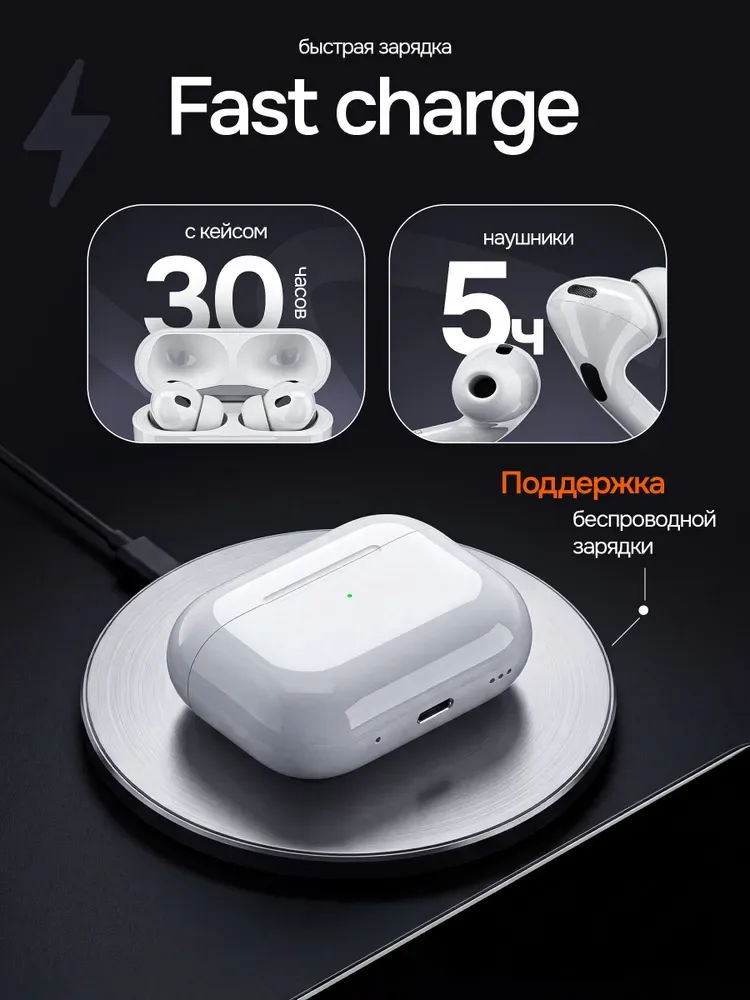 быстрая зарядка
Fast charge
с кейсом
30
часов
наушники
5ч
Поддержка
беспроводной
зарядки